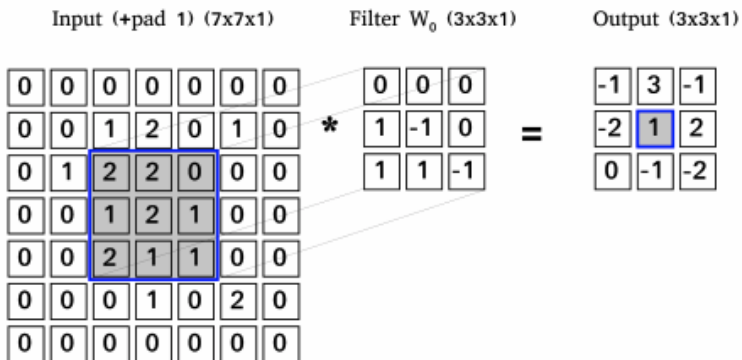 Input (+pad 1) (7x7x1) Filter W₀ (3x3x1) Output (3x3x1)
0 0 0 0 0 0 0 0 0 0 -1 3 -1
0 0 1 2 0 1 0 * 1 -1 0 = -2 1 2
0 1 2 2 0 0 0 1 1 -1 0 -1 -2
0 0 1 2 1 0 0
0 0 2 1 1 0 0
0 0 0 1 0 2 0
0 0 0 0 0 0 0